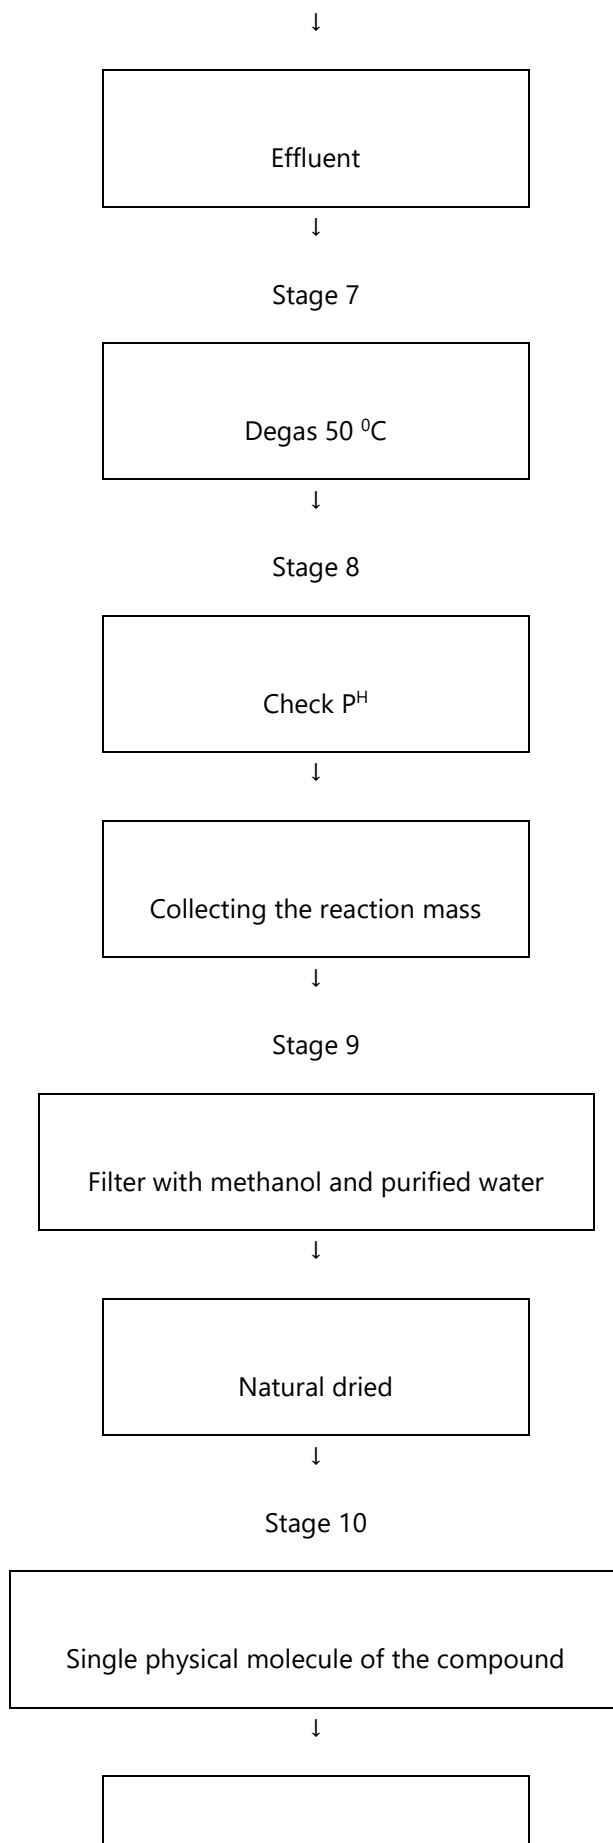 ↓
Effluent
↓
Stage 7
Degas 50 ⁰C
↓
Stage 8
Check Pᴴ
↓
Collecting the reaction mass
↓
Stage 9
Filter with methanol and purified water
↓
Natural dried
↓
Stage 10
Single physical molecule of the compound
↓